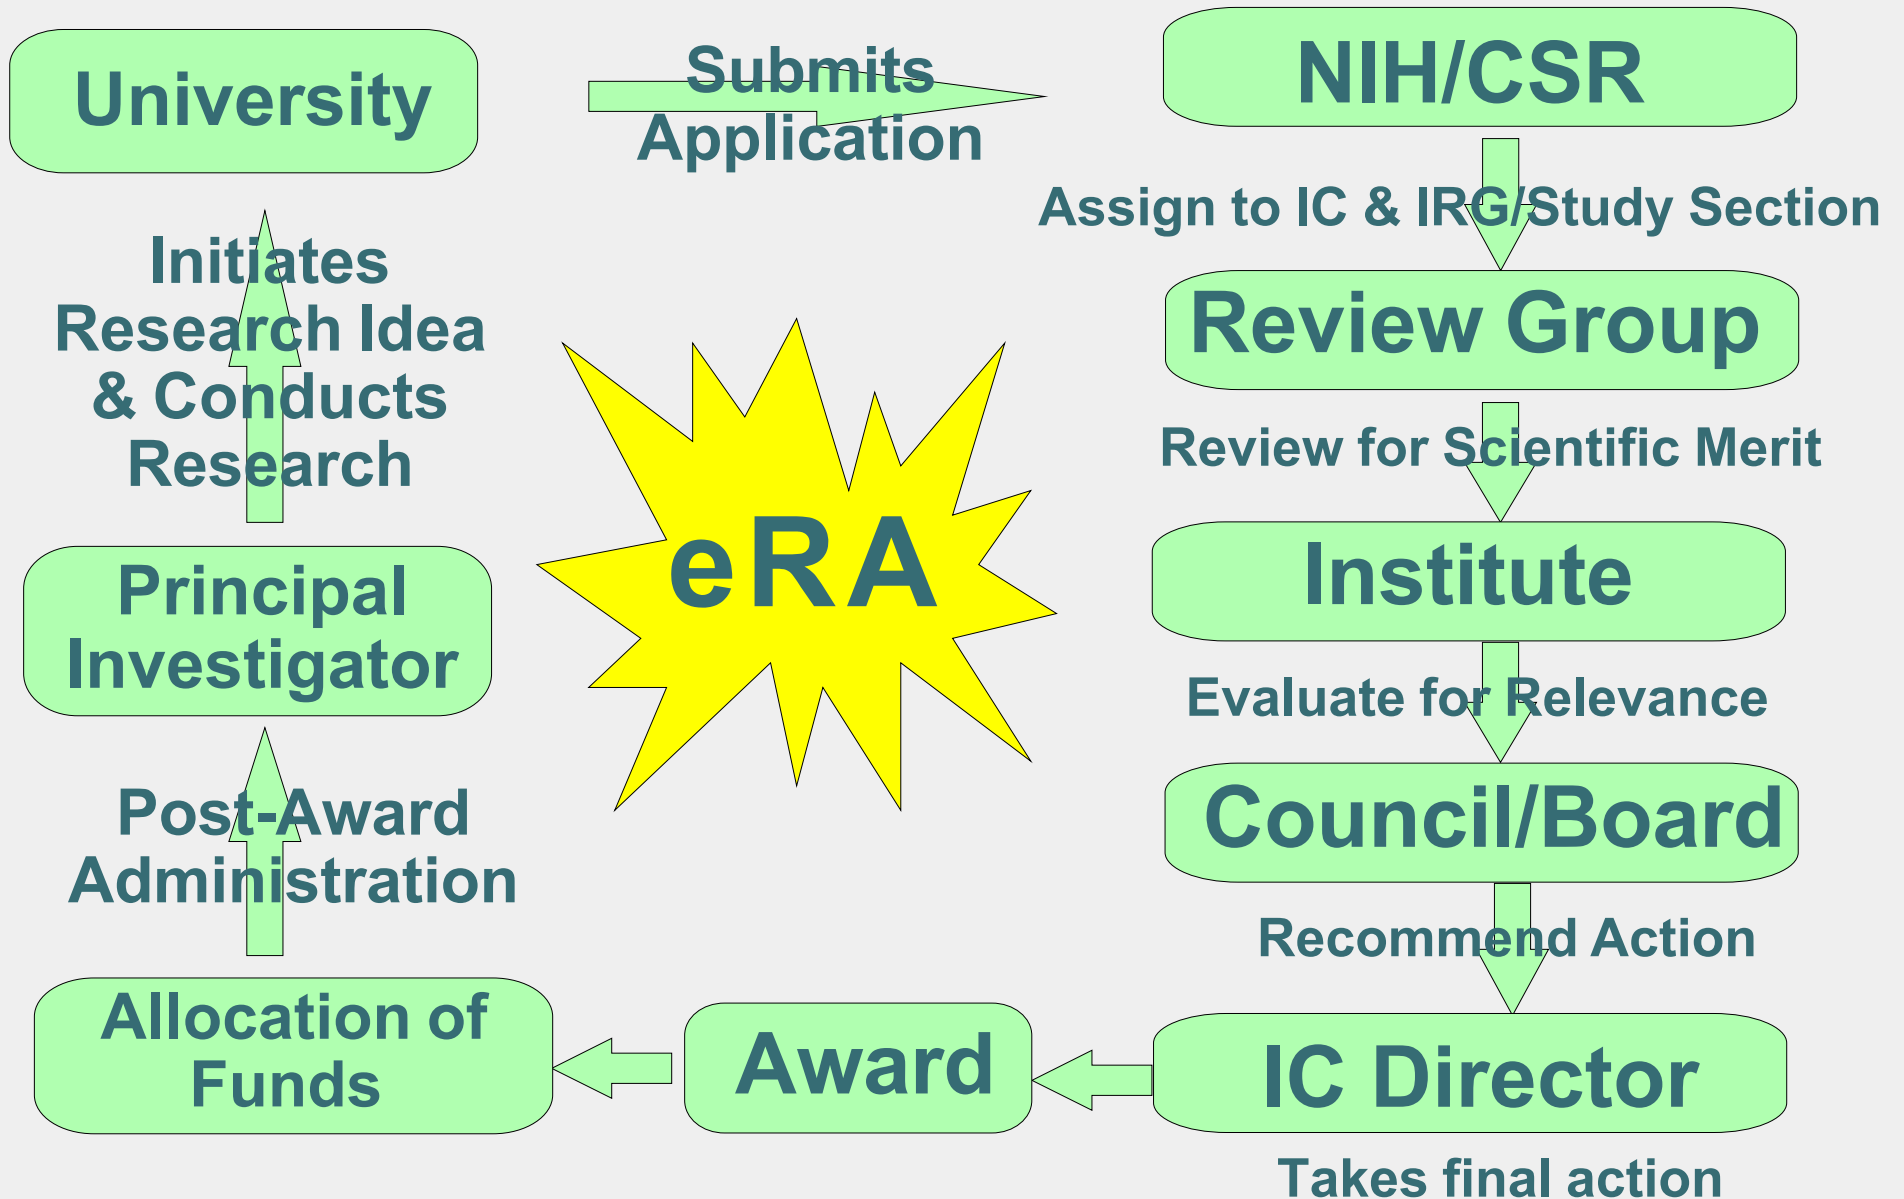 University
Submits
Application
NIH/CSR
Assign to IC & IRG/Study Section
Initiates
Research Idea
& Conducts
Research
Review Group
Review for Scientific Merit
eRA
Institute
Principal
Investigator
Evaluate for Relevance
Council/Board
Post-Award
Administration
Recommend Action
Allocation of
Funds
Award
IC Director
Takes final action